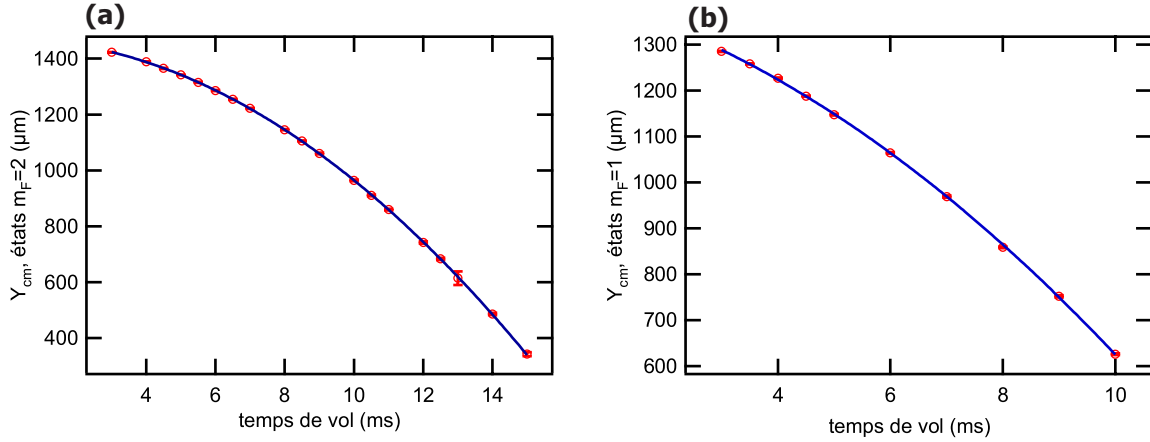 (a)
1400
1200
1000
800
600
400
Y_cm, états m_F=2 (µm)
4 6 8 10 12 14
temps de vol (ms)
(b)
1300
1200
1100
1000
900
800
700
600
Y_cm, états m_F=1 (µm)
4 6 8 10
temps de vol (ms)